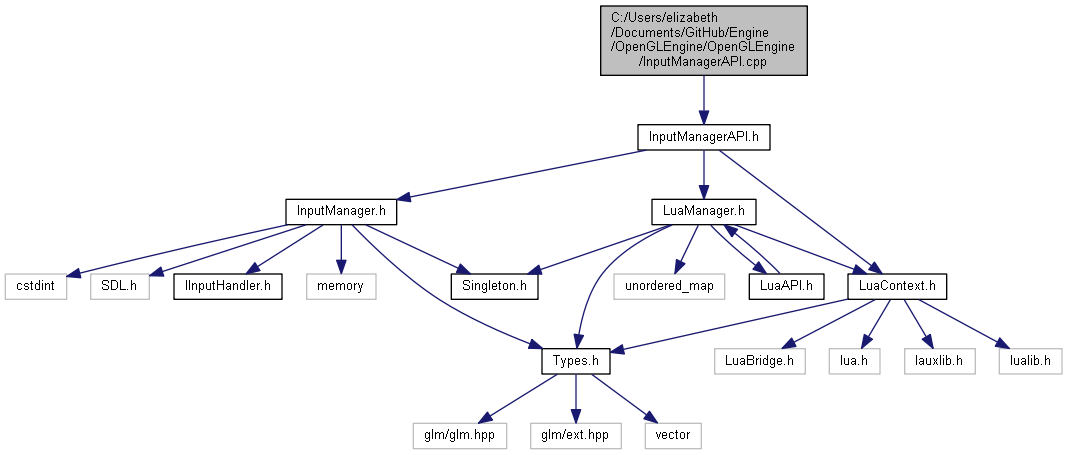 C:/Users/elizabeth
/Documents/GitHub/Engine
/OpenGLEngine/OpenGLEngine
/InputManagerAPI.cpp
InputManagerAPI.h
InputManager.h
LuaManager.h
cstdint
SDL.h
IInputHandler.h
memory
Singleton.h
unordered_map
LuaAPI.h
LuaContext.h
Types.h
LuaBridge.h
lua.h
lauxlib.h
lualib.h
glm/glm.hpp
glm/ext.hpp
vector